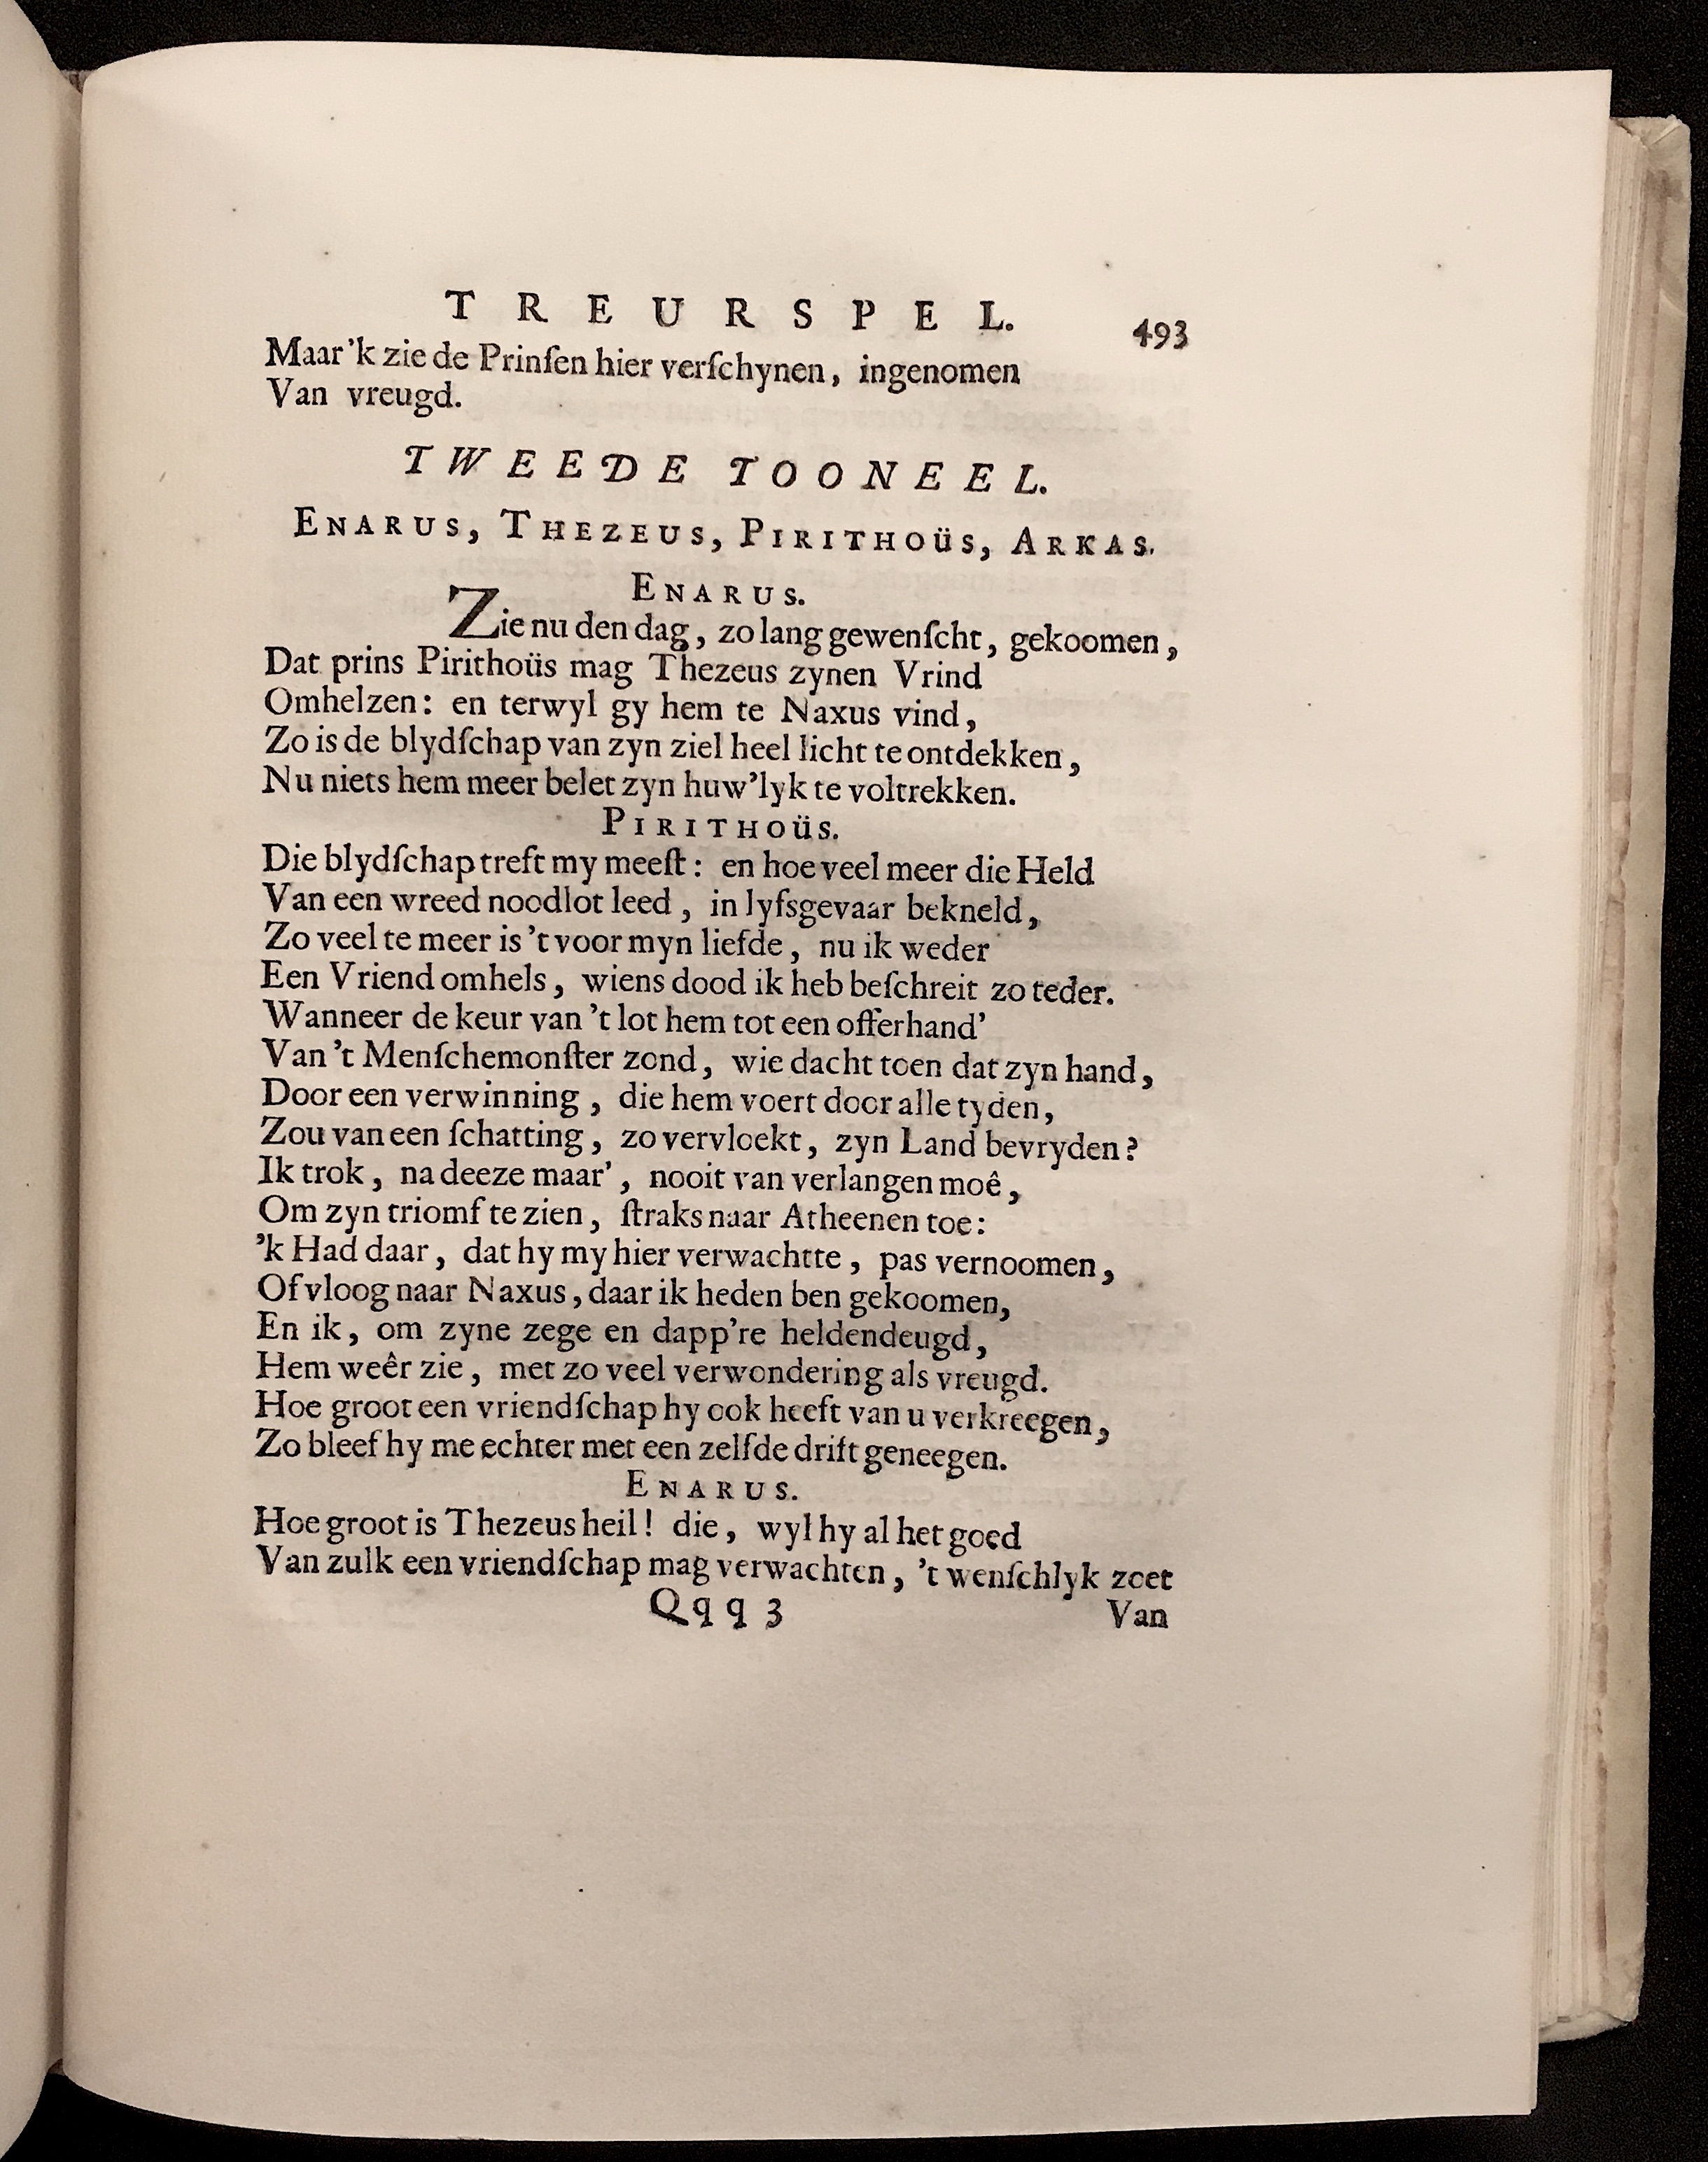 TREURSPEL. 493
Maar 'k zie de Prinſen hier verſchynen, ingenomen
Van vreugd.
TWEEDE TOONEEL.
ENARUS, THEZEUS, PIRITHOüS, ARKAS.
ENARUS.
Zie nu den dag, zo lang gewenſcht, gekoomen,
Dat prins Pirithoüs mag Thezeus zynen Vrind
Omhelzen: en terwyl gy hem te Naxus vind,
Zo is de blydſchap van zyn ziel heel licht te ontdekken,
Nu niets hem meer belet zyn huw'lyk te voltrekken.
PIRITHOüS.
Die blydſchap treft my meeſt: en hoe veel meer die Held
Van een wreed noodlot leed, in lyfsgevaar bekneld,
Zo veel te meer is 't voor myn liefde, nu ik weder
Een Vriend omhels, wiens dood ik heb beſchreit zo teder.
Wanneer de keur van 't lot hem tot een offerhand'
Van 't Menſchemonſter zond, wie dacht toen dat zyn hand,
Door een verwinning, die hem voert door alle tyden,
Zou van een ſchatting, zo vervloekt, zyn Land bevryden?
Ik trok, na deeze maar', nooit van verlangen moê,
Om zyn triomf te zien, ſtraks naar Atheenen toe:
'k Had daar, dat hy my hier verwachtte, pas vernoomen,
Of vloog naar Naxus, daar ik heden ben gekoomen,
En ik, om zyne zege en dapp're heldendeugd,
Hem weêr zie, met zo veel verwondering als vreugd.
Hoe groot een vriendſchap hy ook heeft van u verkreegen,
Zo bleef hy me echter met een zelfde drift geneegen.
ENARUS.
Hoe groot is Thezeus heil! die, wyl hy al het goed
Van zulk een vriendſchap mag verwachten, 't wenſchlyk zoet
Qqq 3 Van